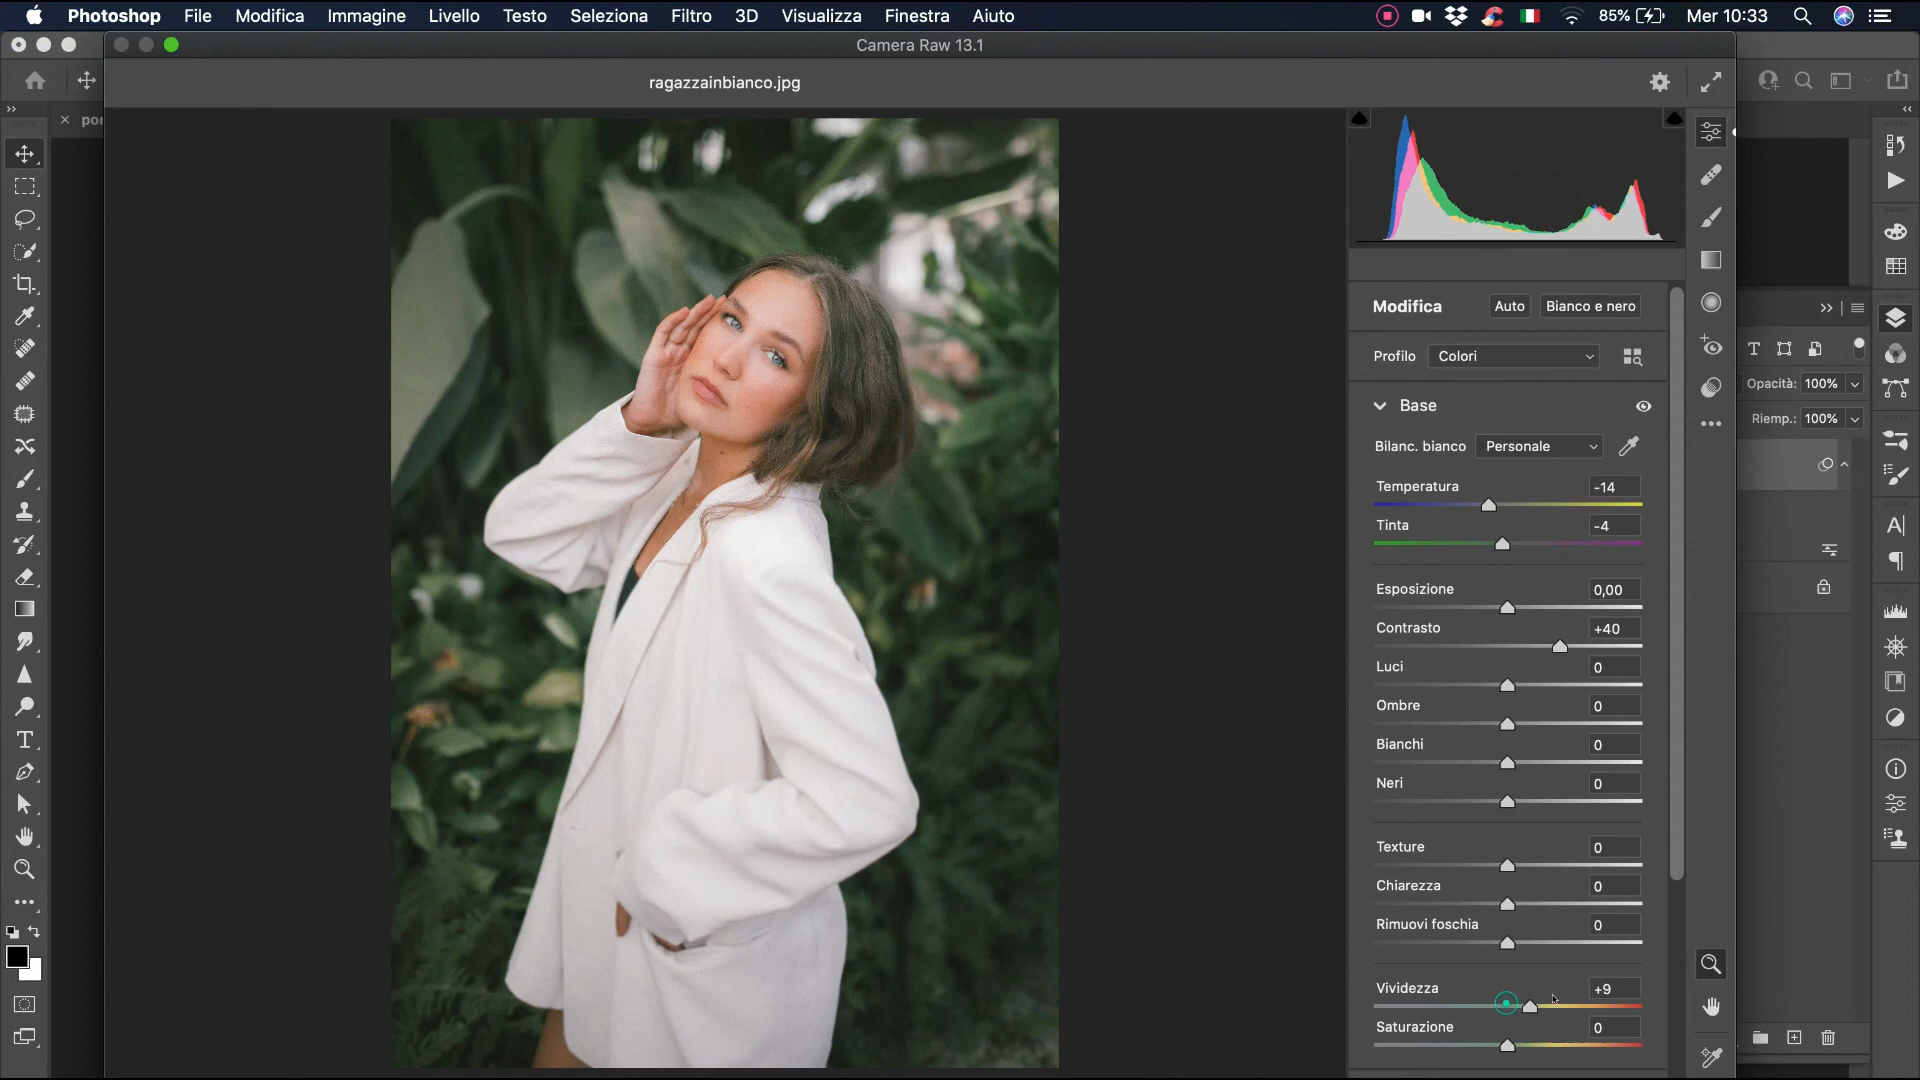 Photoshop File Modifica Immagine Livello Testo Seleziona Filtro 3D Visualizza Finestra Aiuto 85% Mer 10:33
Camera Raw 13.1
ragazzainbianco.jpg
× por
Modifica Auto Bianco e nero
Profilo Colori
Base
Bilanc. bianco Personale
Temperatura -14
Tinta -4
Esposizione 0,00
Contrasto +40
Luci 0
Ombre 0
Bianchi 0
Neri 0
Texture 0
Chiarezza 0
Rimuovi foschia 0
Vividezza +9
Saturazione 0
Opacità: 100%
Riemp.: 100%